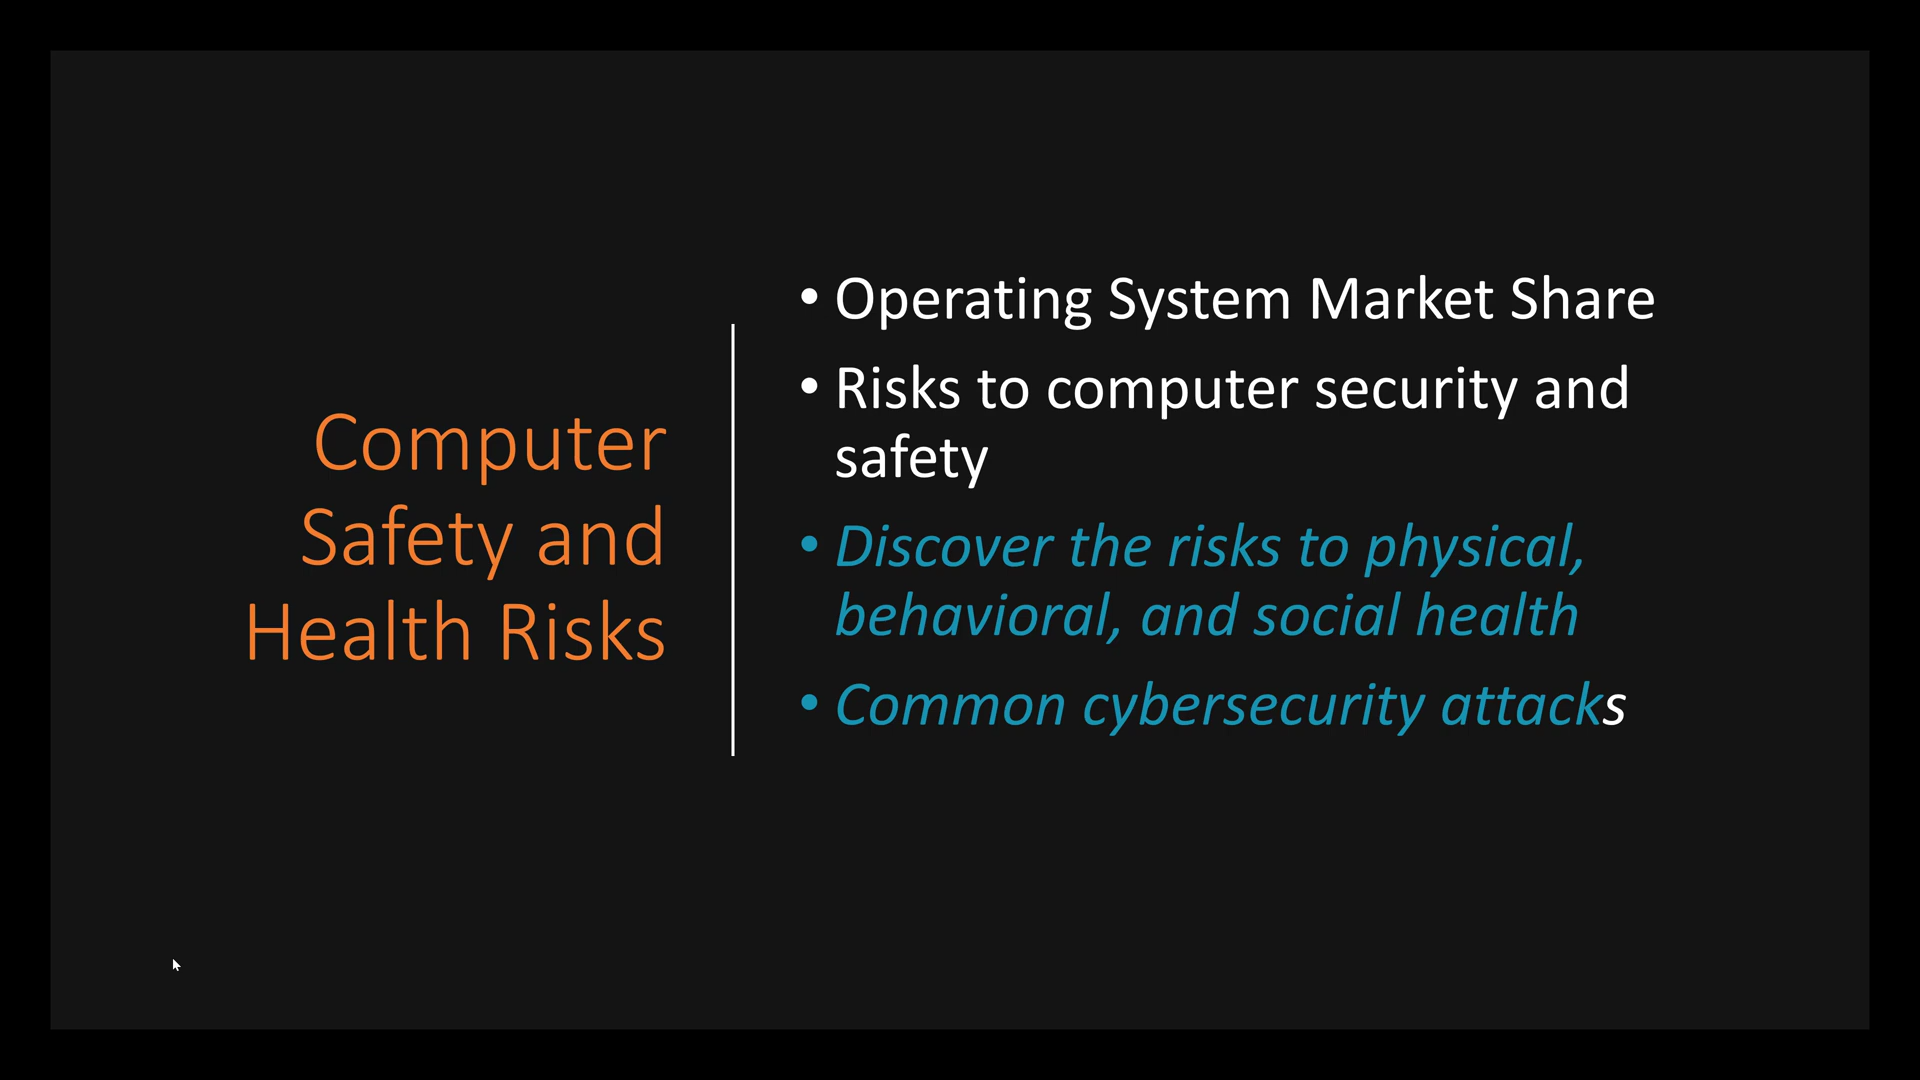 Computer
Safety and
Health Risks
• Operating System Market Share
• Risks to computer security and
safety
• Discover the risks to physical,
behavioral, and social health
• Common cybersecurity attacks